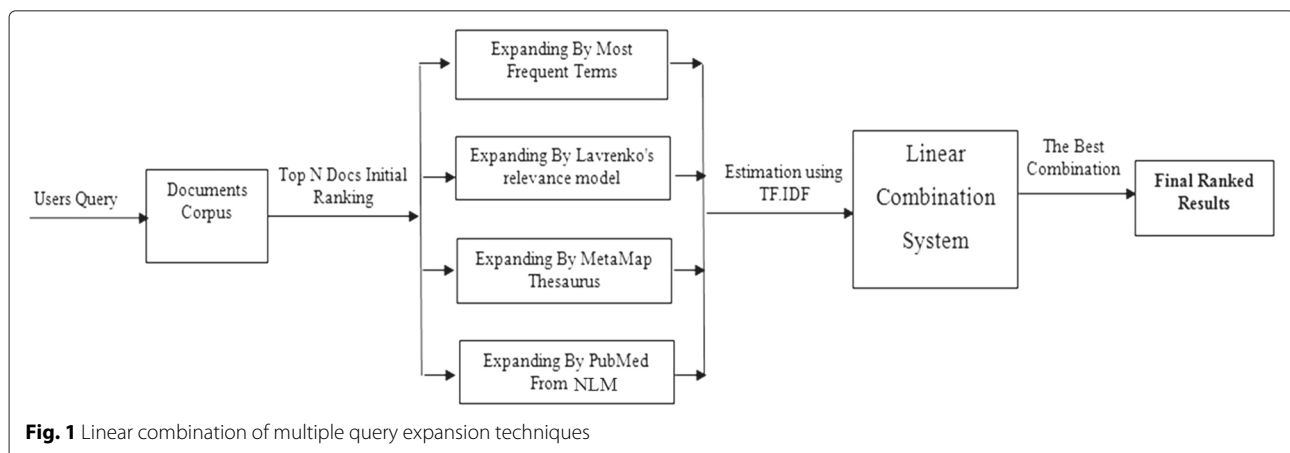 Users Query
Documents
Corpus
Top N Docs Initial
Ranking
Expanding By Most
Frequent Terms
Expanding By Lavrenko's
relevance model
Expanding By MetaMap
Thesaurus
Expanding By PubMed
From NLM
Estimation using
TF.IDF
Linear
Combination
System
The Best
Combination
Final Ranked
Results
Fig. 1 Linear combination of multiple query expansion techniques